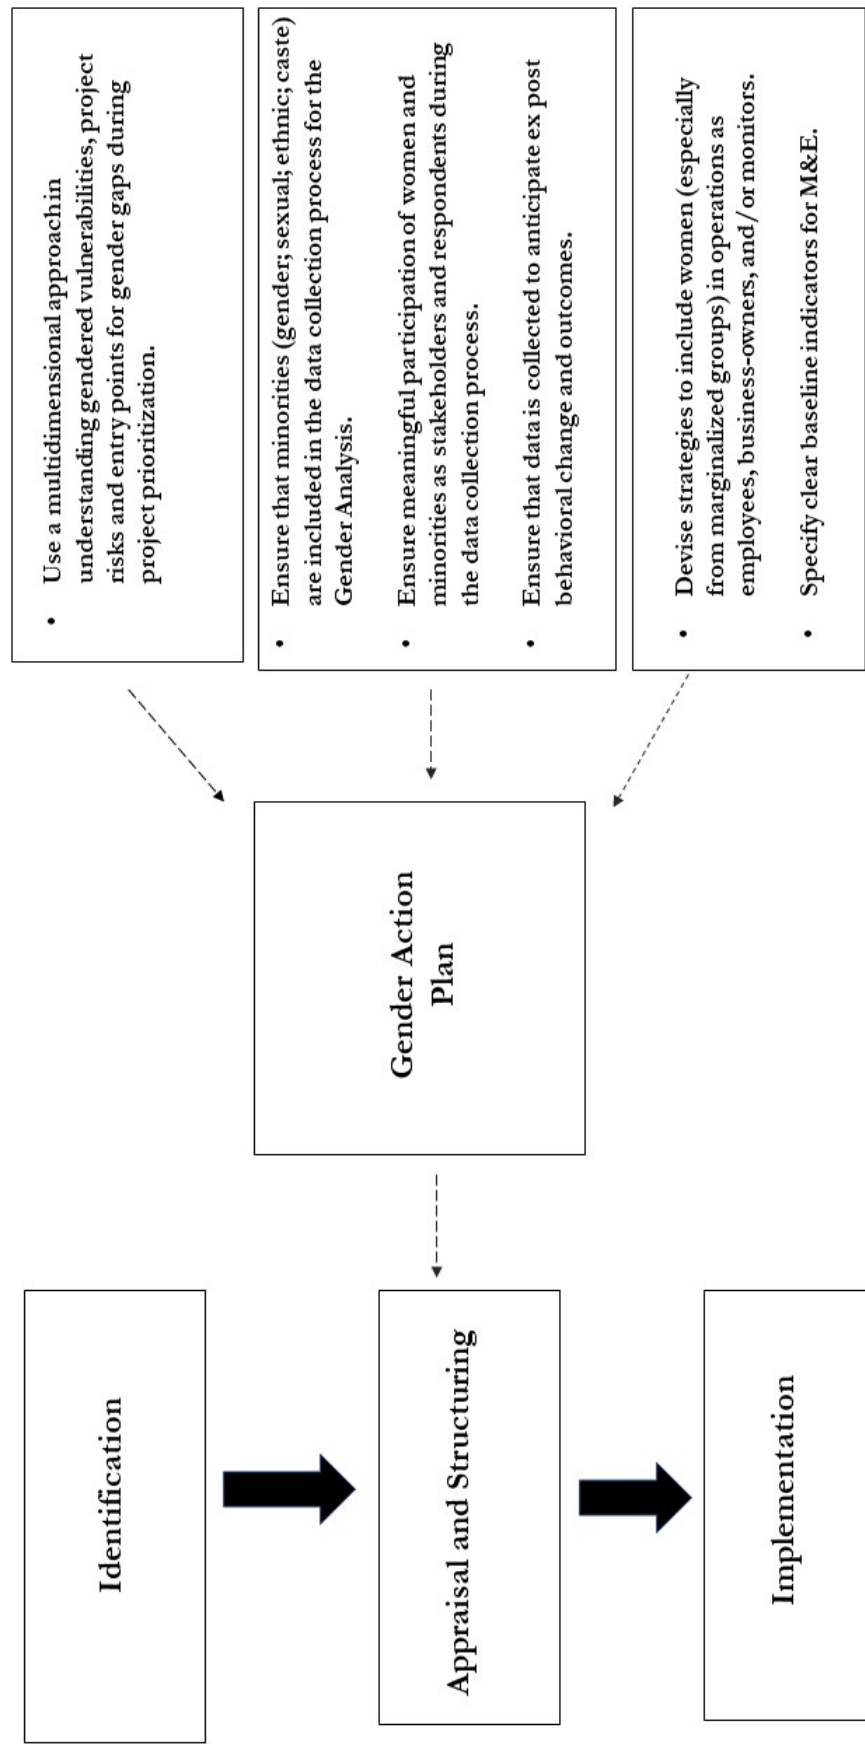 Identification
Appraisal and Structuring
Implementation
Gender Action
Plan
• Use a multidimensional approachin
understanding gendered vulnerabilities, project
risks and entry points for gender gaps during
project prioritization.
• Ensure that minorities (gender; sexual; ethnic; caste)
are included in the data collection process for the
Gender Analysis.
• Ensure meaningful participation of women and
minorities as stakeholders and respondents during
the data collection process.
• Ensure that data is collected to anticipate ex post
behavioral change and outcomes.
• Devise strategies to include women (especially
from marginalized groups) in operations as
employees, business-owners, and/or monitors.
• Specify clear baseline indicators for M&E.